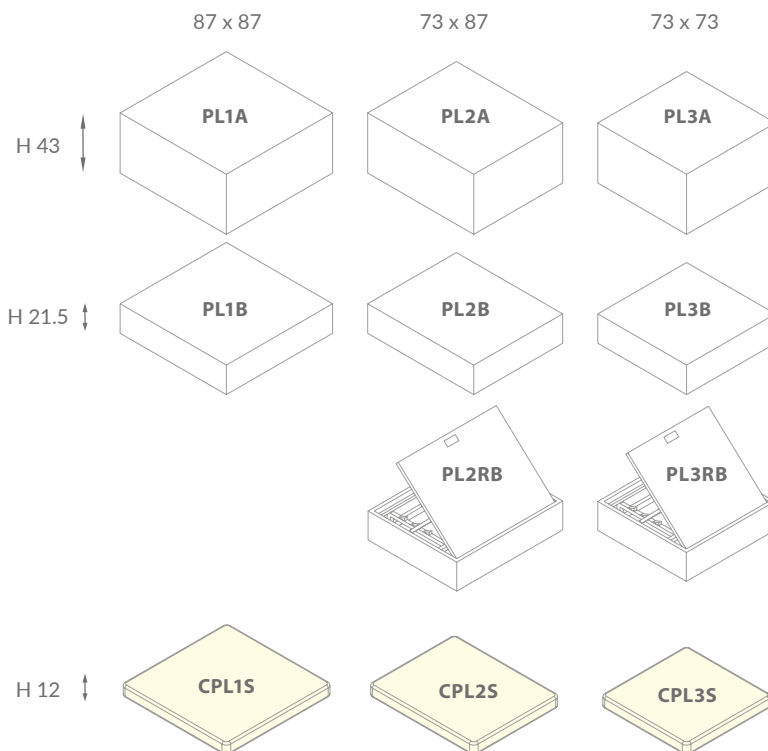 87 x 87 73 x 87 73 x 73
H 43 PL1A PL2A PL3A
H 21.5 PL1B PL2B PL3B
PL2RB PL3RB
H 12 CPL1S CPL2S CPL3S